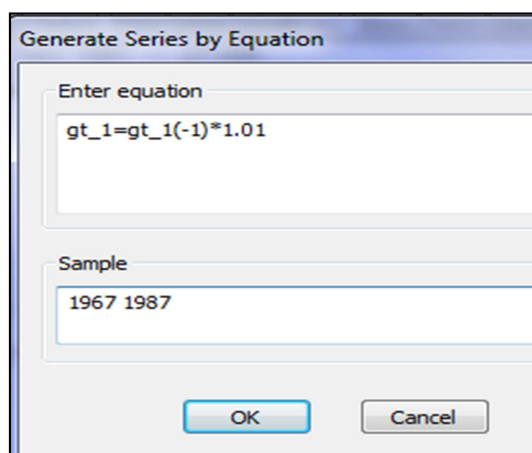 Generate Series by Equation
Enter equation
gt_1=gt_1(-1)*1.01
Sample
1967 1987
OK
Cancel